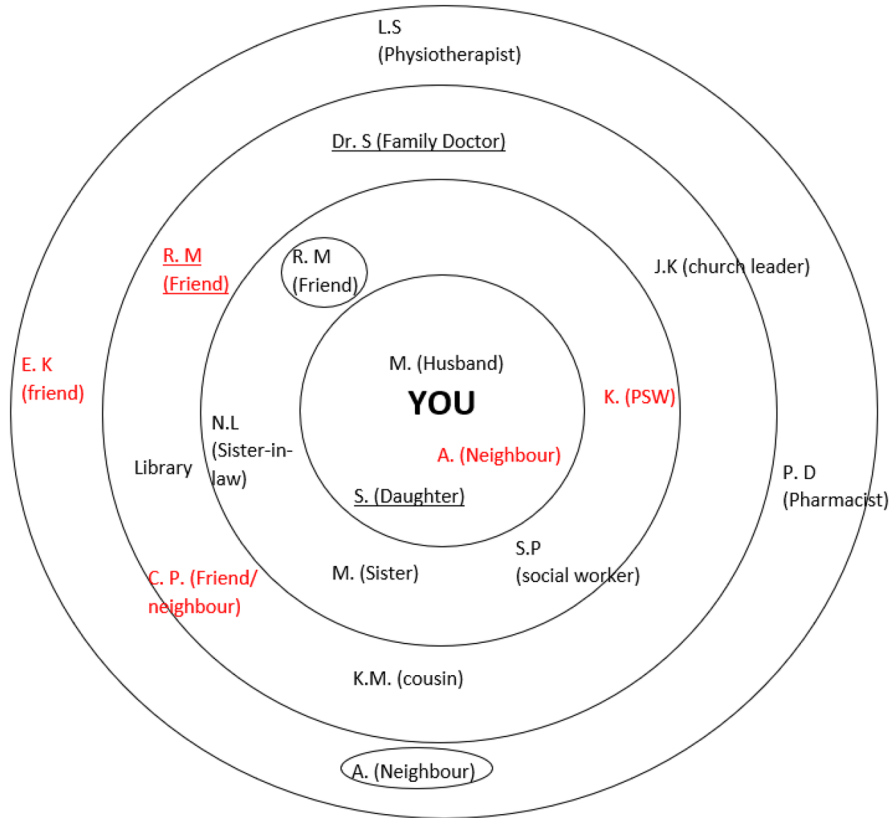 L.S
(Physiotherapist)
Dr. S (Family Doctor)
R. M
(Friend)
R. M
(Friend)
J.K (church leader)
E. K
(friend)
M. (Husband)
YOU
K. (PSW)
N.L
(Sister-in-
law)
A. (Neighbour)
Library
P. D
(Pharmacist)
S. (Daughter)
S.P
(social worker)
M. (Sister)
C. P. (Friend/
neighbour)
K.M. (cousin)
A. (Neighbour)